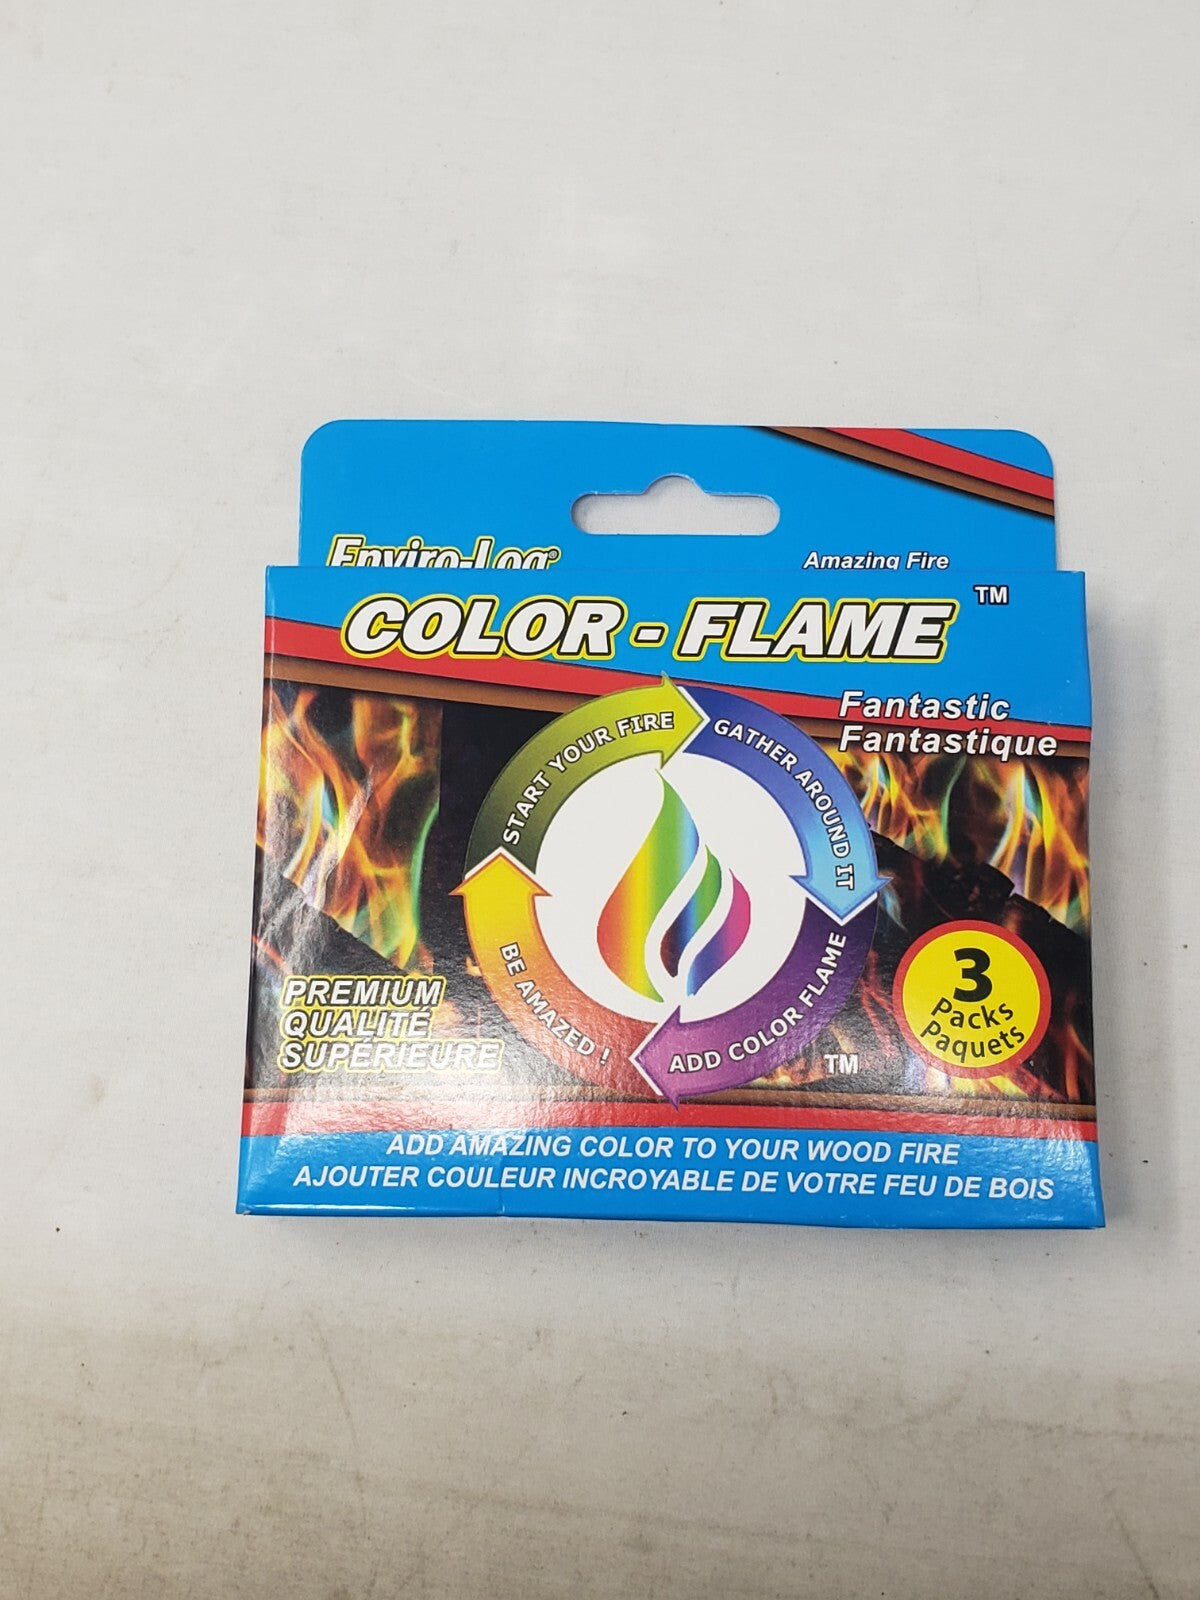 Enviro-Log®
Amazing Fire
COLOR - FLAME ™
Fantastic
Fantastique
START YOUR FIRE
GATHER AROUND IT
ADD COLOR FLAME
BE AMAZED !
TM
PREMIUM
QUALITÉ
SUPÉRIEURE
3
Packs
Paquets
ADD AMAZING COLOR TO YOUR WOOD FIRE
AJOUTER COULEUR INCROYABLE DE VOTRE FEU DE BOIS